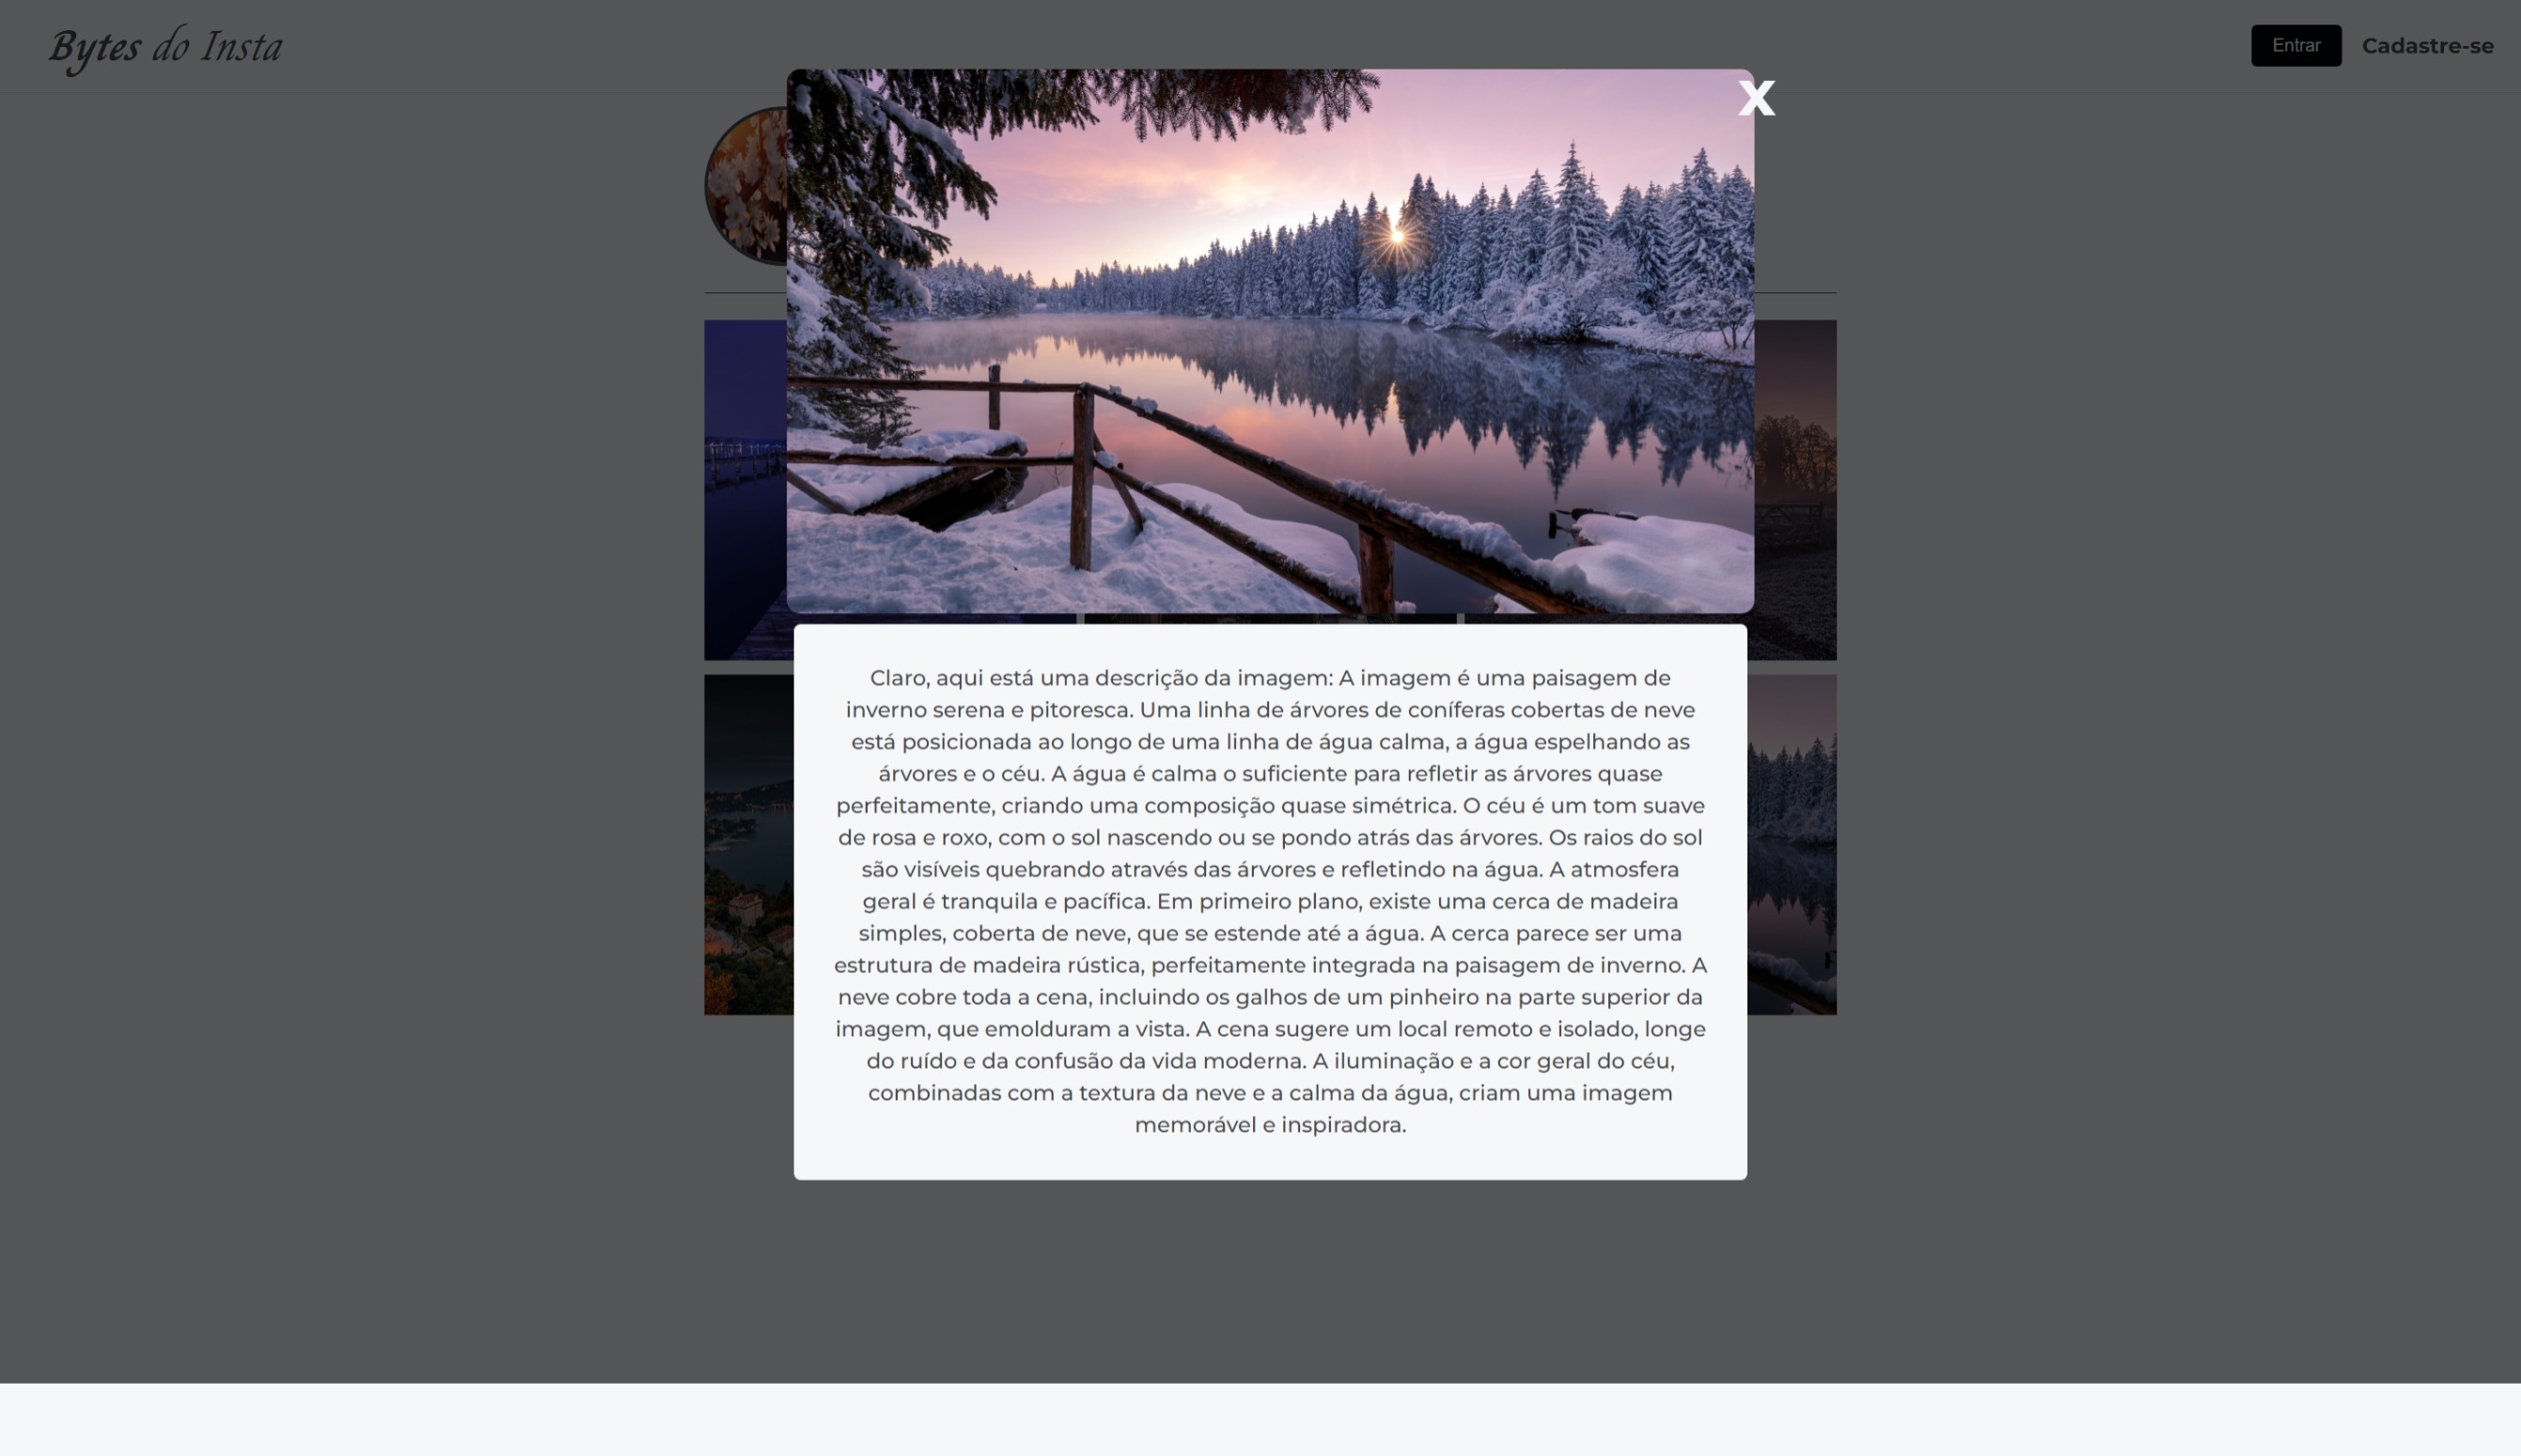 Bytes do Insta
Entrar
Cadastre-se
X
Claro, aqui está uma descrição da imagem: A imagem é uma paisagem de
inverno serena e pitoresca. Uma linha de árvores de coníferas cobertas de neve
está posicionada ao longo de uma linha de água calma, a água espelhando as
árvores e o céu. A água é calma o suficiente para refletir as árvores quase
perfeitamente, criando uma composição quase simétrica. O céu é um tom suave
de rosa e roxo, com o sol nascendo ou se pondo atrás das árvores. Os raios do sol
são visíveis quebrando através das árvores e refletindo na água. A atmosfera
geral é tranquila e pacífica. Em primeiro plano, existe uma cerca de madeira
simples, coberta de neve, que se estende até a água. A cerca parece ser uma
estrutura de madeira rústica, perfeitamente integrada na paisagem de inverno. A
neve cobre toda a cena, incluindo os galhos de um pinheiro na parte superior da
imagem, que emolduram a vista. A cena sugere um local remoto e isolado, longe
do ruído e da confusão da vida moderna. A iluminação e a cor geral do céu,
combinadas com a textura da neve e a calma da água, criam uma imagem
memorável e inspiradora.